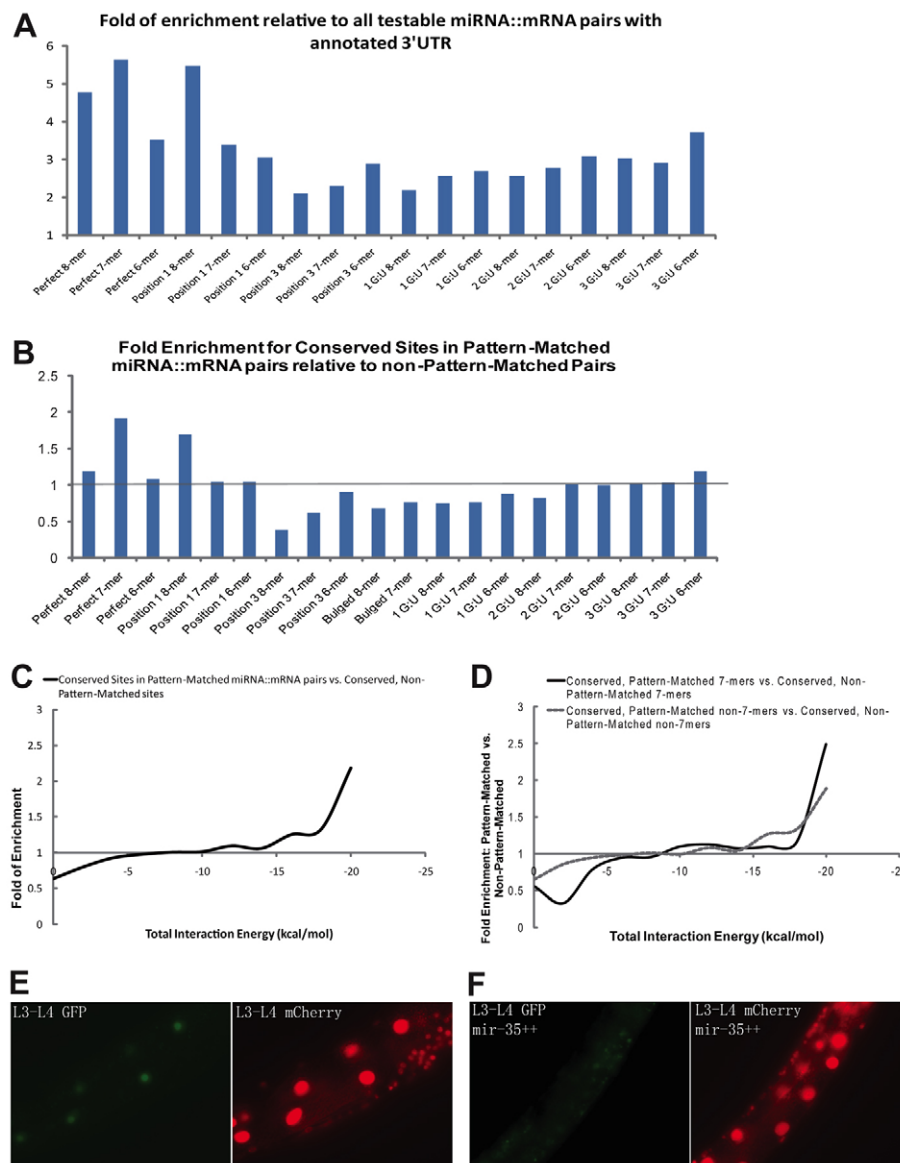 A
Fold of enrichment relative to all testable miRNA::mRNA pairs with
annotated 3'UTR
6
5
4
3
2
1
Perfect 8-mer
Perfect 7-mer
Perfect 6-mer
Position 1 8-mer
Position 1 7-mer
Position 1 6-mer
Position 3 8-mer
Position 3 7-mer
Position 3 6-mer
1 G:U 8-mer
1 G:U 7-mer
1 G:U 6-mer
2 G:U 8-mer
2 G:U 7-mer
2 G:U 6-mer
3 G:U 8-mer
3 G:U 7-mer
3 G:U 6-mer
B
Fold Enrichment for Conserved Sites in Pattern-Matched
miRNA::mRNA pairs relative to non-Pattern-Matched Pairs
2.5
2
1.5
1
0.5
0
Perfect 8-mer
Perfect 7-mer
Perfect 6-mer
Position 1 8-mer
Position 1 7-mer
Position 1 6-mer
Position 3 8-mer
Position 3 7-mer
Position 3 6-mer
Bulged 8-mer
Bulged 7-mer
1 G:U 8-mer
1 G:U 7-mer
1 G:U 6-mer
2 G:U 8-mer
2 G:U 7-mer
2 G:U 6-mer
3 G:U 8-mer
3 G:U 7-mer
3 G:U 6-mer
C
Conserved Sites in Pattern-Matched miRNA::mRNA pairs vs. Conserved, Non-
Pattern-Matched sites
Fold of Enrichment
3
2.5
2
1.5
1
0.5
0
0
-5
-10
-15
-20
-25
Total Interaction Energy (kcal/mol)
D
Conserved, Pattern-Matched 7-mers vs. Conserved, Non-
Pattern-Matched 7-mers
Conserved, Pattern-Matched non-7-mers vs. Conserved, Non-
Pattern-Matched non-7mers
Fold Enrichment: Pattern-Matched vs.
Non-Pattern-Matched
3
2.5
2
1.5
1
0.5
0
0
-5
-10
-15
-20
-2
Total Interaction Energy (kcal/mol)
E
L3-L4 GFP
L3-L4 mCherry
F
L3-L4 GFP
mir-35++
L3-L4 mCherry
mir-35++